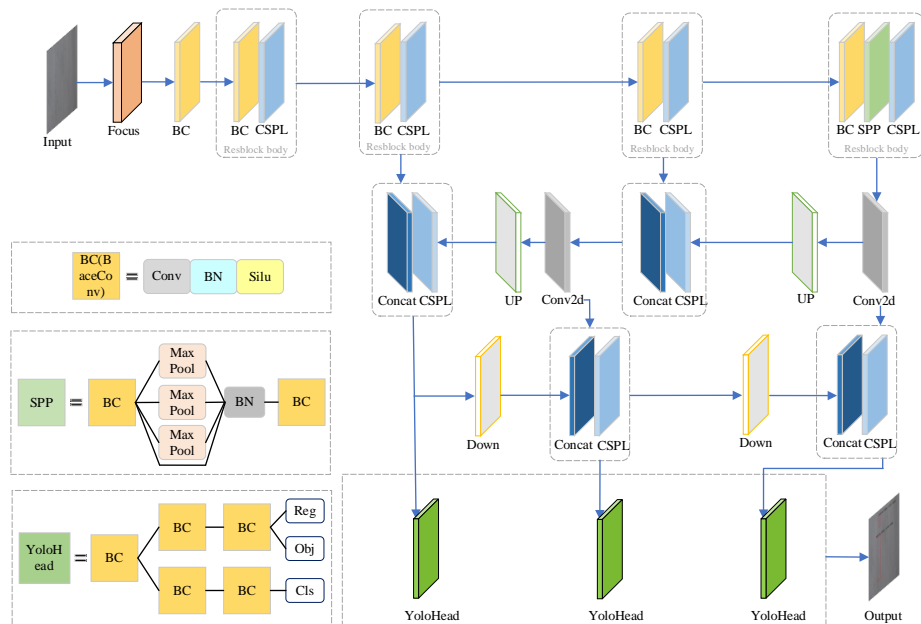 Input
Focus
BC
BC CSPL
Resblock body
BC CSPL
Resblock body
BC CSPL
Resblock body
BC SPP CSPL
Resblock body
Concat CSPL
UP
Conv2d
Concat CSPL
UP
Conv2d
BC(B
aceCo
nv)
=
Conv
BN
Silu
Down
Concat CSPL
Down
Concat CSPL
SPP
=
BC
Max
Pool
Max
Pool
Max
Pool
BN
BC
YoloH
ead
=
BC
BC
BC
Reg
Obj
BC
BC
Cls
YoloHead
YoloHead
YoloHead
Output